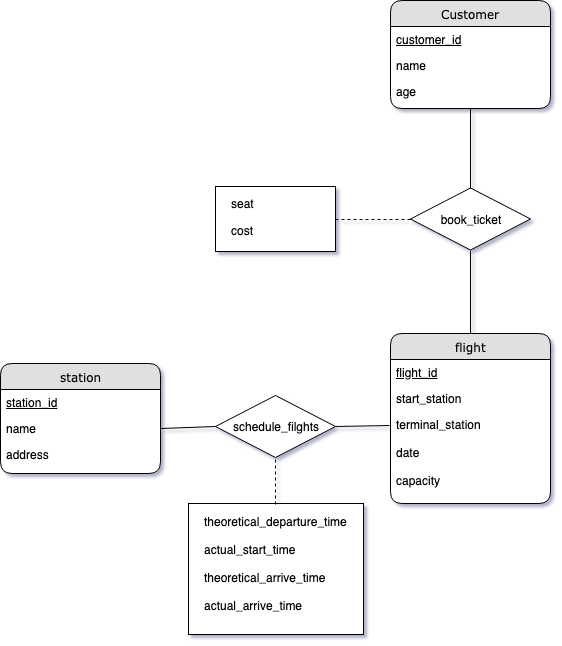 Customer
customer_id
name
age
seat
cost
book_ticket
flight
flight_id
start_station
terminal_station
date
capacity
station
station_id
name
address
schedule_filghts
theoretical_departure_time
actual_start_time
theoretical_arrive_time
actual_arrive_time